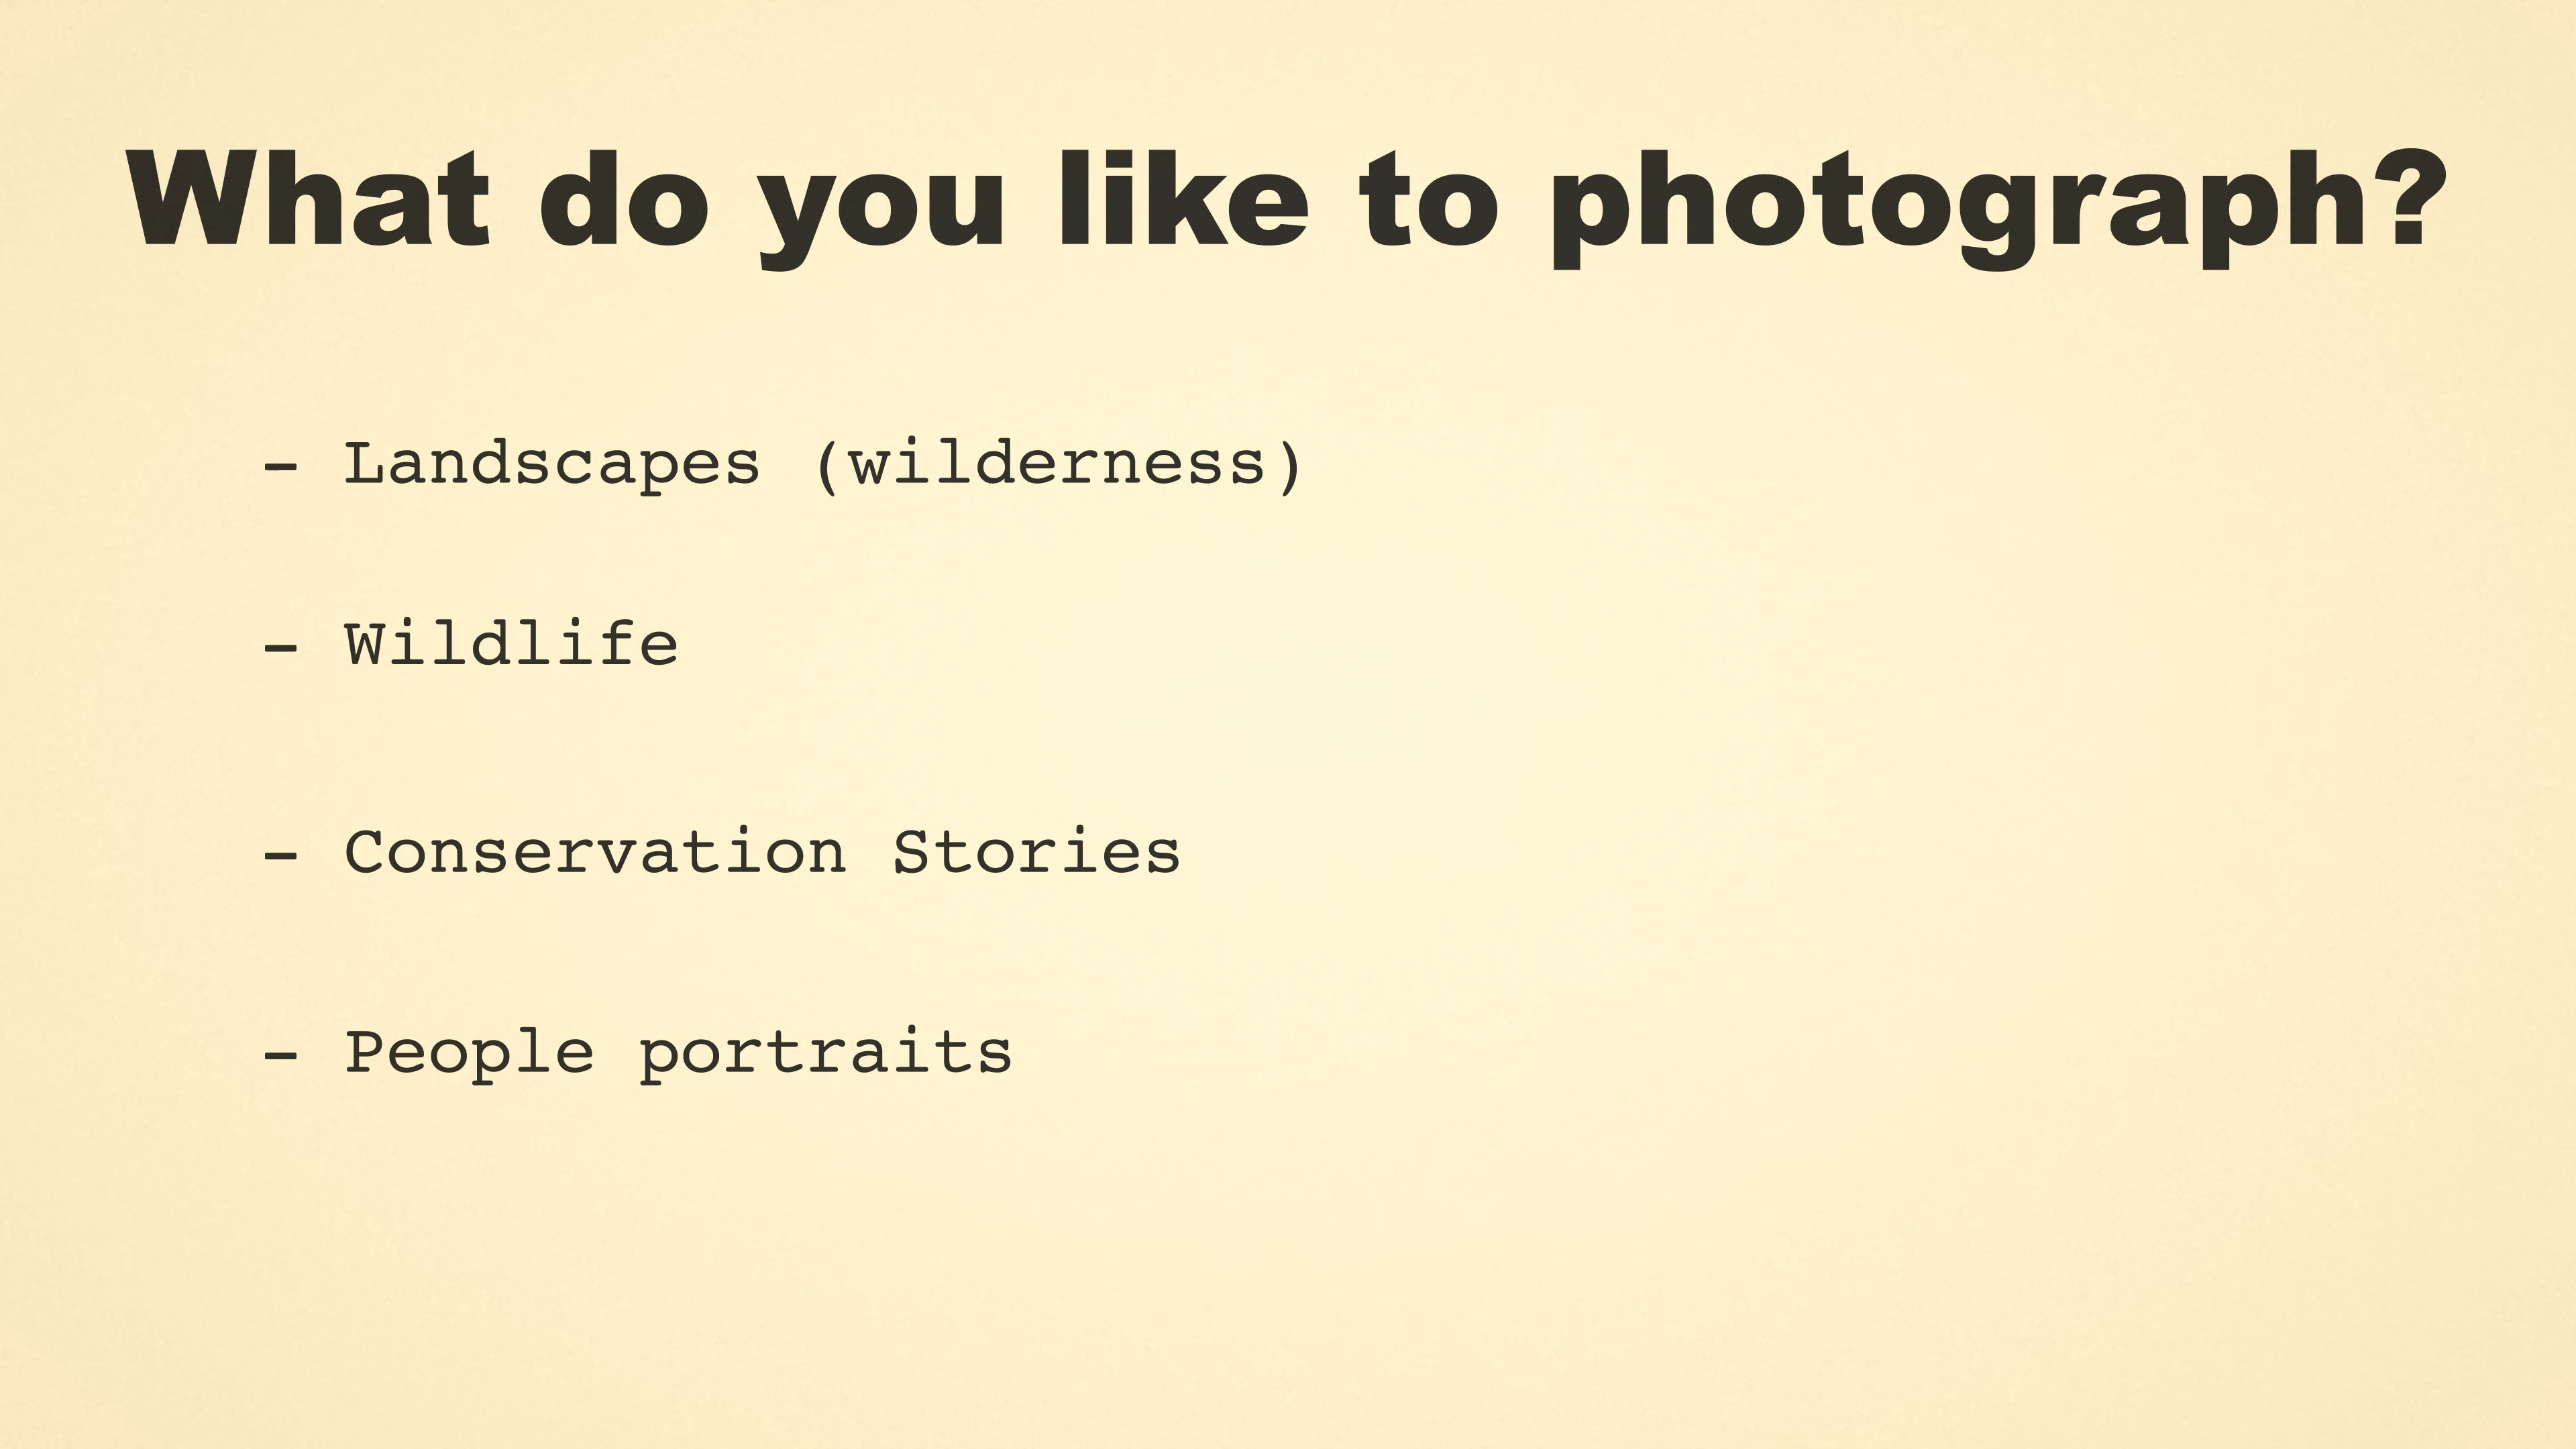 What do you like to photograph?
- Landscapes (wilderness)
- Wildlife
- Conservation Stories
- People portraits